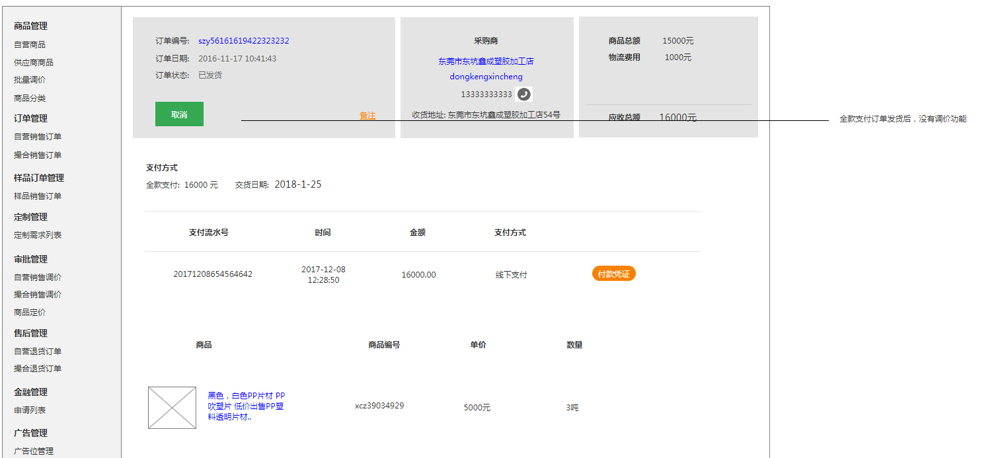 商品管理
自营商品
供应商商品
批量调价
商品分类
订单管理
自营销售订单
撮合销售订单
样品订单管理
样品销售订单
定制管理
定制需求列表
审批管理
自营销售调价
撮合销售调价
商品定价
售后管理
自营退货订单
撮合退货订单
金融管理
申请列表
广告管理
广告位管理
订单编号: szy56161619422323232
订单日期: 2016-11-17 10:41:43
订单状态: 已发货
取消
备注
采购商
东莞市东坑鑫成塑胶加工店
dongkengxincheng
13333333333
收货地址: 东莞市东坑鑫成塑胶加工店54号
商品总额 15000元
物流费用 1000元
应收总额 16000元
全款支付订单发货后，没有调价功能
支付方式
全款支付: 16000 元 交货日期: 2018-1-25
支付流水号 时间 金额 支付方式
20171208654564642 2017-12-08 12:28:50 16000.00 线下支付 付款凭证
商品 商品编号 单价 数量
黑色，白色PP片材 PP
吹塑片 低价出售PP塑
料透明片材..
xcz39034929 5000元 3吨